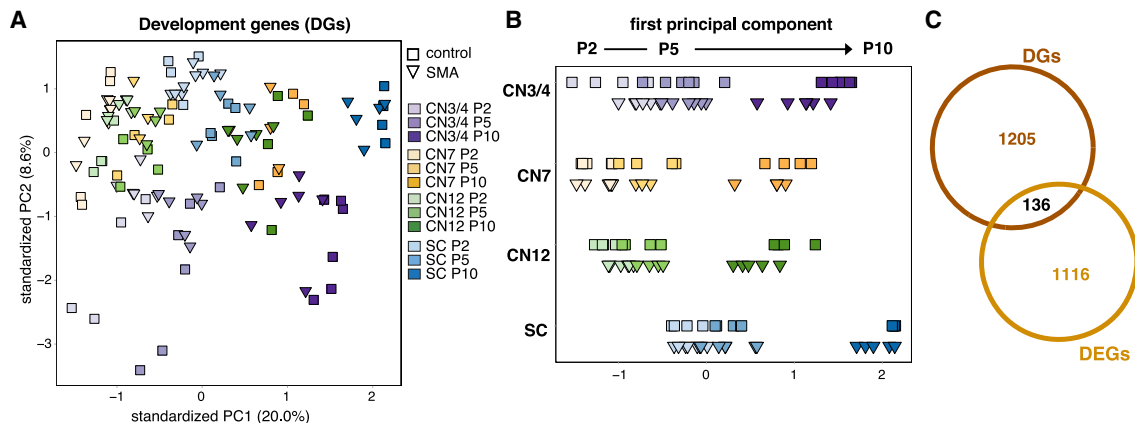 A
Development genes (DGs)
standardized PC2 (8.6%)
1
0
−1
−2
−3
−1
0
1
2
standardized PC1 (20.0%)
control
SMA
CN3/4 P2
CN3/4 P5
CN3/4 P10
CN7 P2
CN7 P5
CN7 P10
CN12 P2
CN12 P5
CN12 P10
SC P2
SC P5
SC P10
B
first principal component
P2 P5 P10
CN3/4
CN7
CN12
SC
−1
0
1
2
C
DGs
1205
136
1116
DEGs